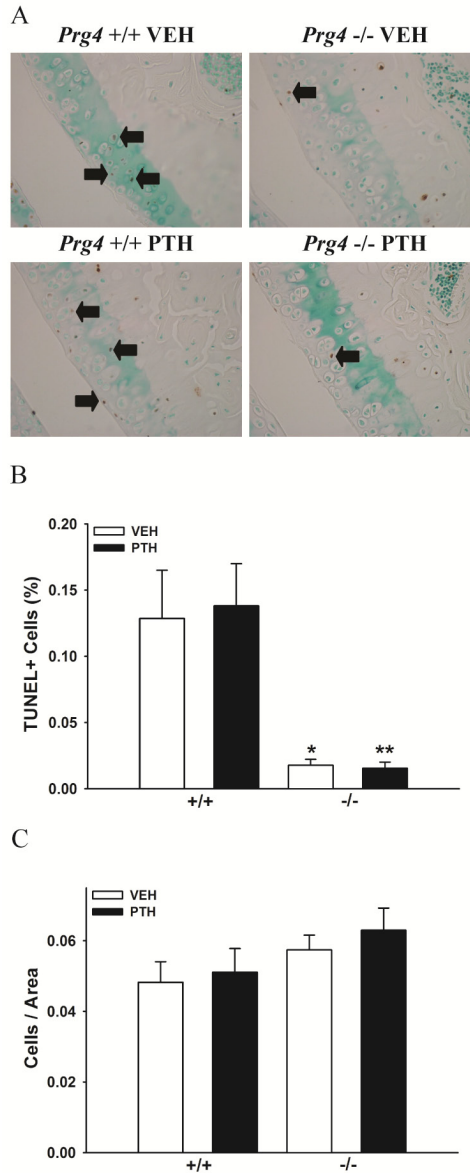 A
Prg4 +/+ VEH
Prg4 -/- VEH
Prg4 +/+ PTH
Prg4 -/- PTH
B
0.20
0.15
0.10
0.05
0.00
TUNEL+ Cells (%)
VEH
PTH
*
**
+/+
-/-
C
0.06
0.04
0.02
0.00
Cells / Area
VEH
PTH
+/+
-/-